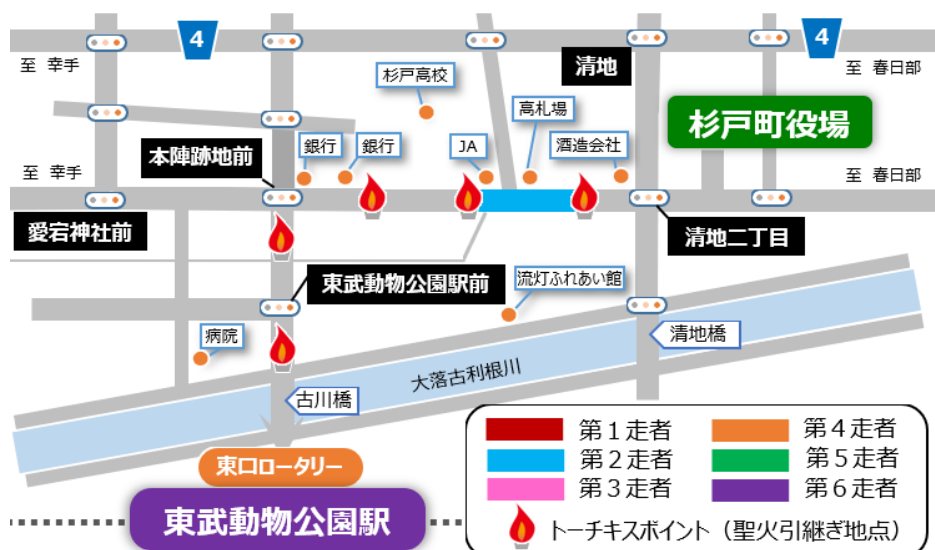 4
4
至 幸手
清地
至 春日部
杉戸高校
高札場
杉戸町役場
本陣跡地前
銀行
銀行
JA
酒造会社
至 幸手
至 春日部
愛宕神社前
清地二丁目
東武動物公園駅前
流灯ふれあい館
病院
清地橋
大落古利根川
古川橋
東口ロータリー
東武動物公園駅
第1走者
第4走者
第2走者
第5走者
第3走者
第6走者
トーチキスポイント（聖火引継ぎ地点）